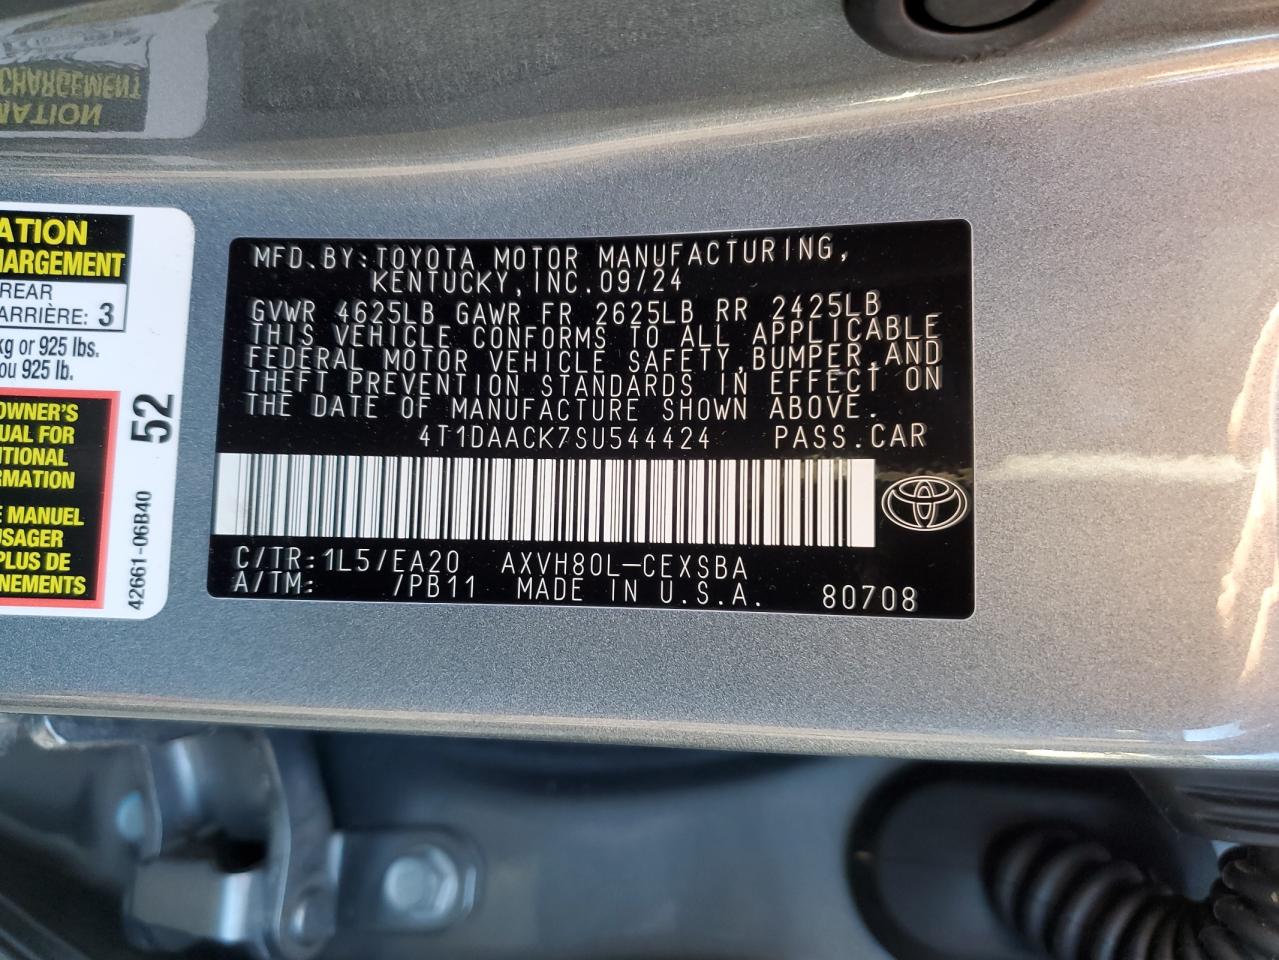 CHARGEMENT
MATION
ATION
HARGEMENT
REAR
ARRIÈRE: 3
kg or 925 lbs.
ou 925 lb.
OWNER'S
UAL FOR
ITIONAL
RMATION
E MANUEL
USAGER
PLUS DE
NEMENTS
52
42661-06B40
MFD.BY:TOYOTA MOTOR MANUFACTURING,
KENTUCKY,INC.09/24
GVWR 4625LB GAWR FR 2625LB RR 2425LB
THIS VEHICLE CONFORMS TO ALL APPLICABLE
FEDERAL MOTOR VEHICLE SAFETY,BUMPER,AND
THEFT PREVENTION STANDARDS IN EFFECT ON
THE DATE OF MANUFACTURE SHOWN ABOVE.
4T1DAACK7SU544424 PASS.CAR
C/TR:1L5/EA20 AXVH80L-CEXSBA
A/TM: /PB11 MADE IN U.S.A. 80708